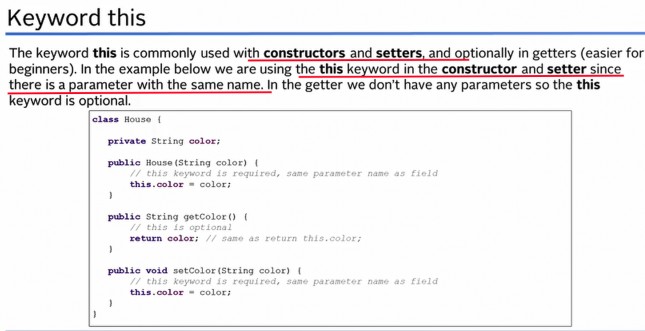 Keyword this
The keyword this is commonly used with constructors and setters, and optionally in getters (easier for
beginners). In the example below we are using the this keyword in the constructor and setter since
there is a parameter with the same name. In the getter we don't have any parameters so the this
keyword is optional.
class House {
private String color;
public House(String color) {
// this keyword is required, same parameter name as field
this.color = color;
}
public String getColor() {
// this is optional
return color; // same as return this.color;
}
public void setColor(String color) {
// this keyword is required, same parameter name as field
this.color = color;
}
}